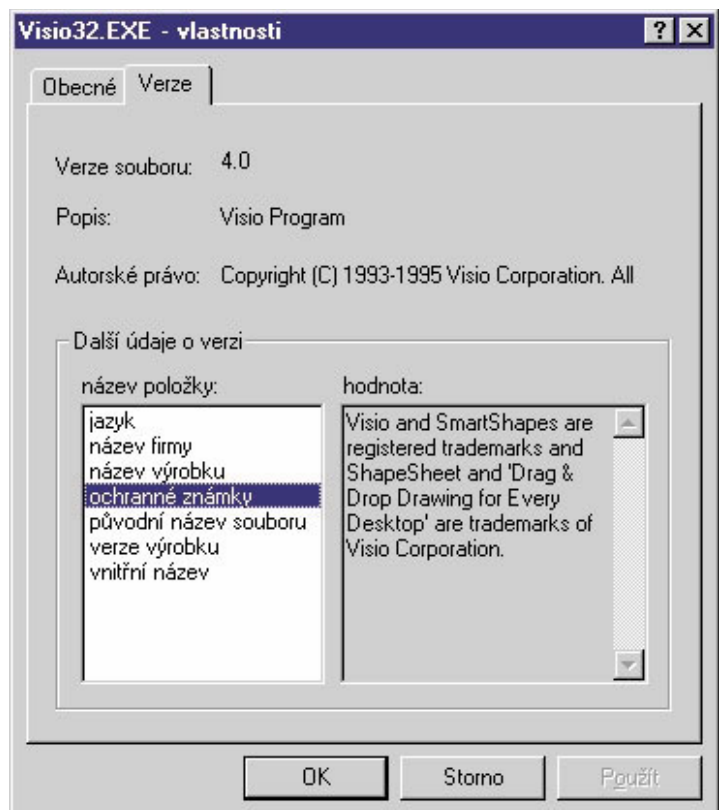 Visio32.EXE - vlastnosti
Obecné Verze
Verze souboru: 4.0
Popis: Visio Program
Autorské právo: Copyright (C) 1993-1995 Visio Corporation. All
Další údaje o verzi
název položky:
jazyk
název firmy
název výrobku
ochranné známky
původní název souboru
verze výrobku
vnitřní název
hodnota:
Visio and SmartShapes are
registered trademarks and
ShapeSheet and 'Drag &
Drop Drawing for Every
Desktop' are trademarks of
Visio Corporation.
OK Storno Použít